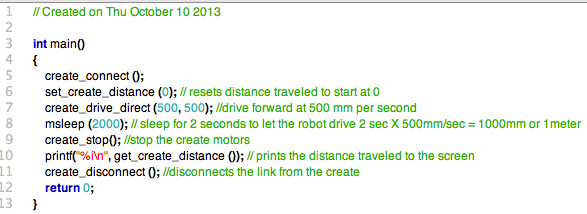 1 // Created on Thu October 10 2013
2
3 int main()
4 {
5 create_connect ();
6 set_create_distance (0); // resets distance traveled to start at 0
7 create_drive_direct (500, 500); //drive forward at 500 mm per second
8 msleep (2000); // sleep for 2 seconds to let the robot drive 2 sec X 500mm/sec = 1000mm or 1meter
9 create_stop(); //stop the create motors
10 printf("%i\n", get_create_distance ()); // prints the distance traveled to the screen
11 create_disconnect (); //disconnects the link from the create
12 return 0;
13 }